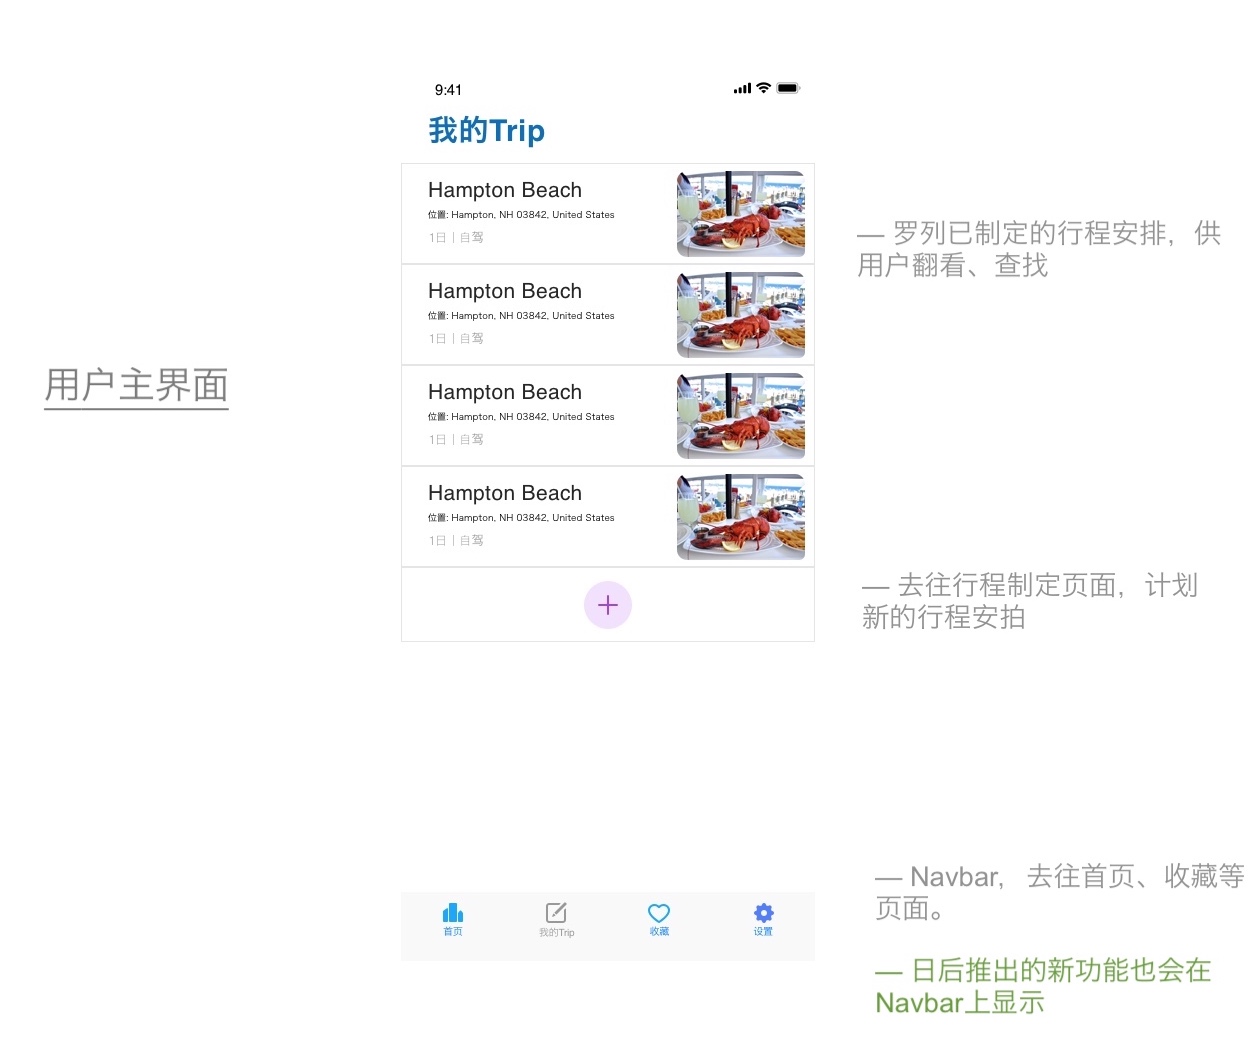 9:41
我的Trip
Hampton Beach
位置: Hampton, NH 03842, United States
1日｜自驾
— 罗列已制定的行程安排，供
用户翻看、查找
Hampton Beach
位置: Hampton, NH 03842, United States
1日｜自驾
用户主界面
Hampton Beach
位置: Hampton, NH 03842, United States
1日｜自驾
Hampton Beach
位置: Hampton, NH 03842, United States
1日｜自驾
— 去往行程制定页面，计划
新的行程安拍
— Navbar, 去往首页、收藏等
页面。
首页
我的Trip
收藏
设置
— 日后推出的新功能也会在
Navbar上显示